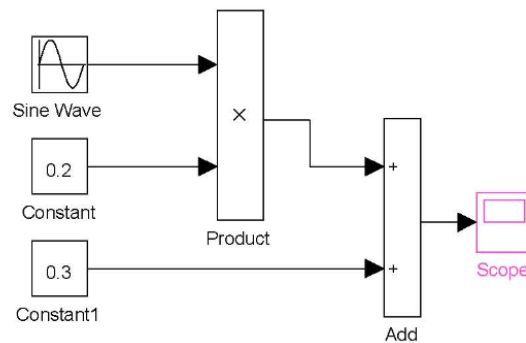 Sine Wave
0.2
Constant
×
Product
0.3
Constant1
+
+
Add
Scope